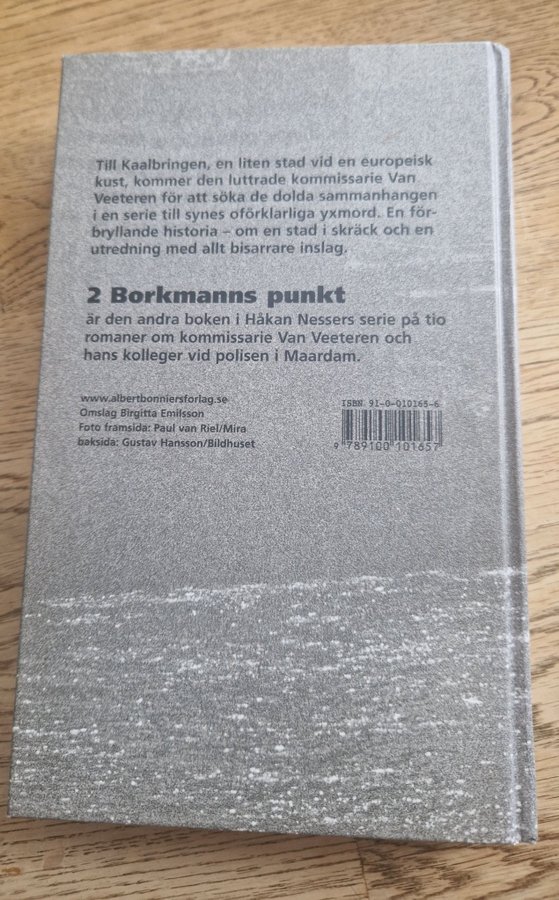 Till Kaalbringen, en liten stad vid en europeisk
kust, kommer den luttrade kommissarie Van
Veeteren för att söka de dolda sammanhangen
i en serie till synes oförklarliga yxmord. En för-
bryllande historia – om en stad i skräck och en
utredning med allt bisarrare inslag.
2 Borkmanns punkt
är den andra boken i Håkan Nessers serie på tio
romaner om kommissarie Van Veeteren och
hans kolleger vid polisen i Maardam.
www.albertbonniersforlag.se
Omslag Birgitta Emilsson
Foto framsida: Paul van Riel/Mira
baksida: Gustav Hansson/Bildhuset
ISBN 91-0-010165-6
9 789100 101657